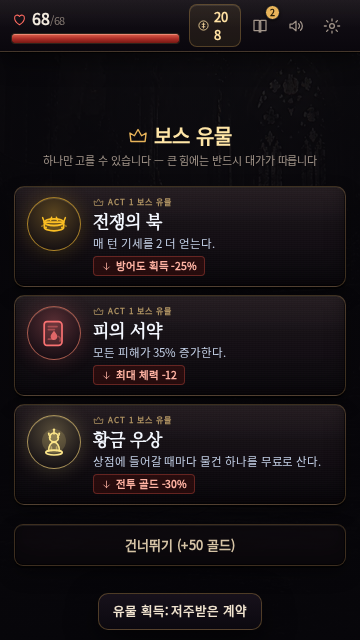 68/68
20
8
2
보스 유물
하나만 고를 수 있습니다 — 큰 힘에는 반드시 대가가 따릅니다
ACT 1 보스 유물
전쟁의 북
매 턴 기세를 2 더 얻는다.
↓ 방어도 획득 -25%
ACT 1 보스 유물
피의 서약
모든 피해가 35% 증가한다.
↓ 최대 체력 -12
ACT 1 보스 유물
황금 우상
상점에 들어갈 때마다 물건 하나를 무료로 산다.
↓ 전투 골드 -30%
건너뛰기 (+50 골드)
유물 획득: 저주받은 계약